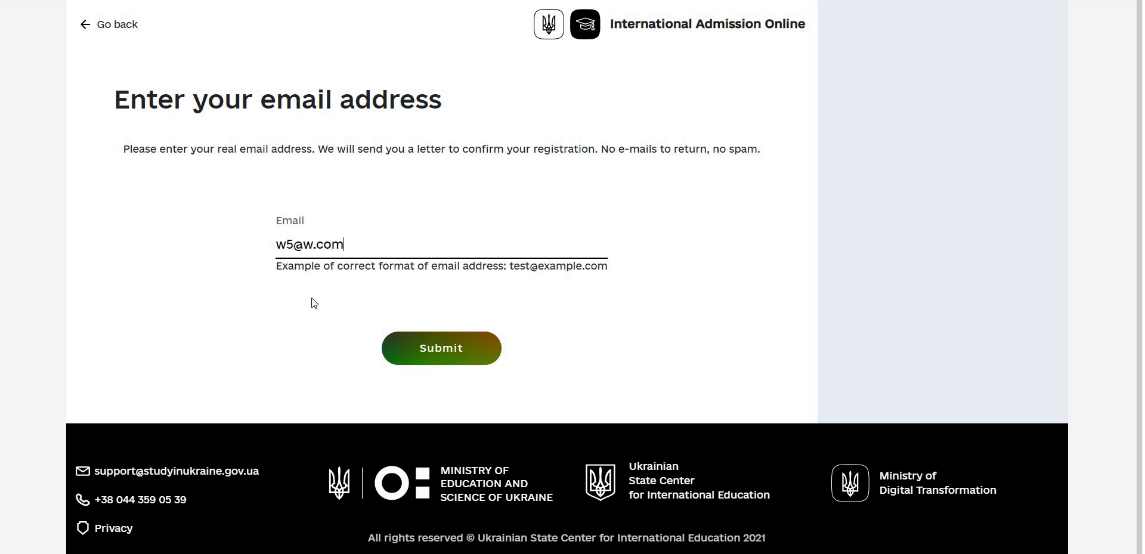 Go back
International Admission Online
Enter your email address
Please enter your real email address. We will send you a letter to confirm your registration. No e-mails to return, no spam.
Email
w5@w.com
Example of correct format of email address: test@example.com
Submit
support@studyinukraine.gov.ua
+38 044 359 05 39
Privacy
MINISTRY OF
EDUCATION AND
SCIENCE OF UKRAINE
Ukrainian
State Center
for International Education
Ministry of
Digital Transformation
All rights reserved © Ukrainian State Center for International Education 2021